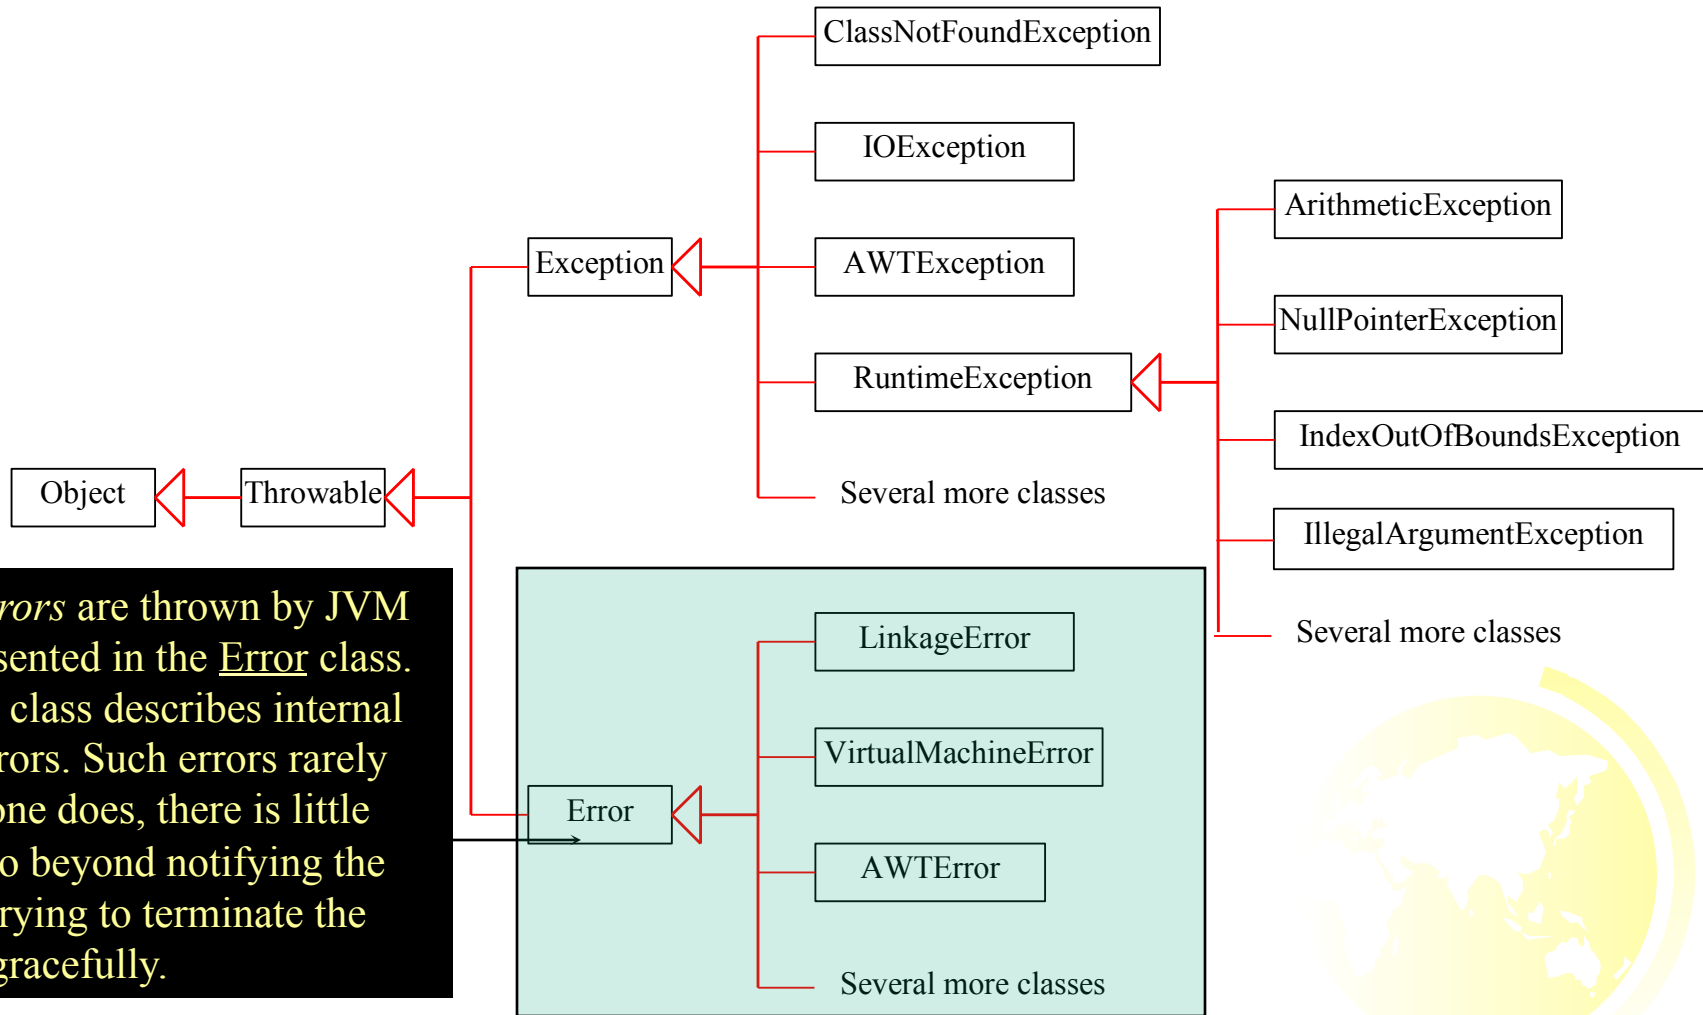 ClassNotFoundException
IOException
ArithmeticException
Exception
AWTException
NullPointerException
RuntimeException
IndexOutOfBoundsException
Object
Throwable
Several more classes
IllegalArgumentException
Several more classes
rors are thrown by JVM
sented in the Error class.
class describes internal
rors. Such errors rarely
one does, there is little
o beyond notifying the
rying to terminate the
gracefully.
LinkageError
VirtualMachineError
Error
AWTError
Several more classes